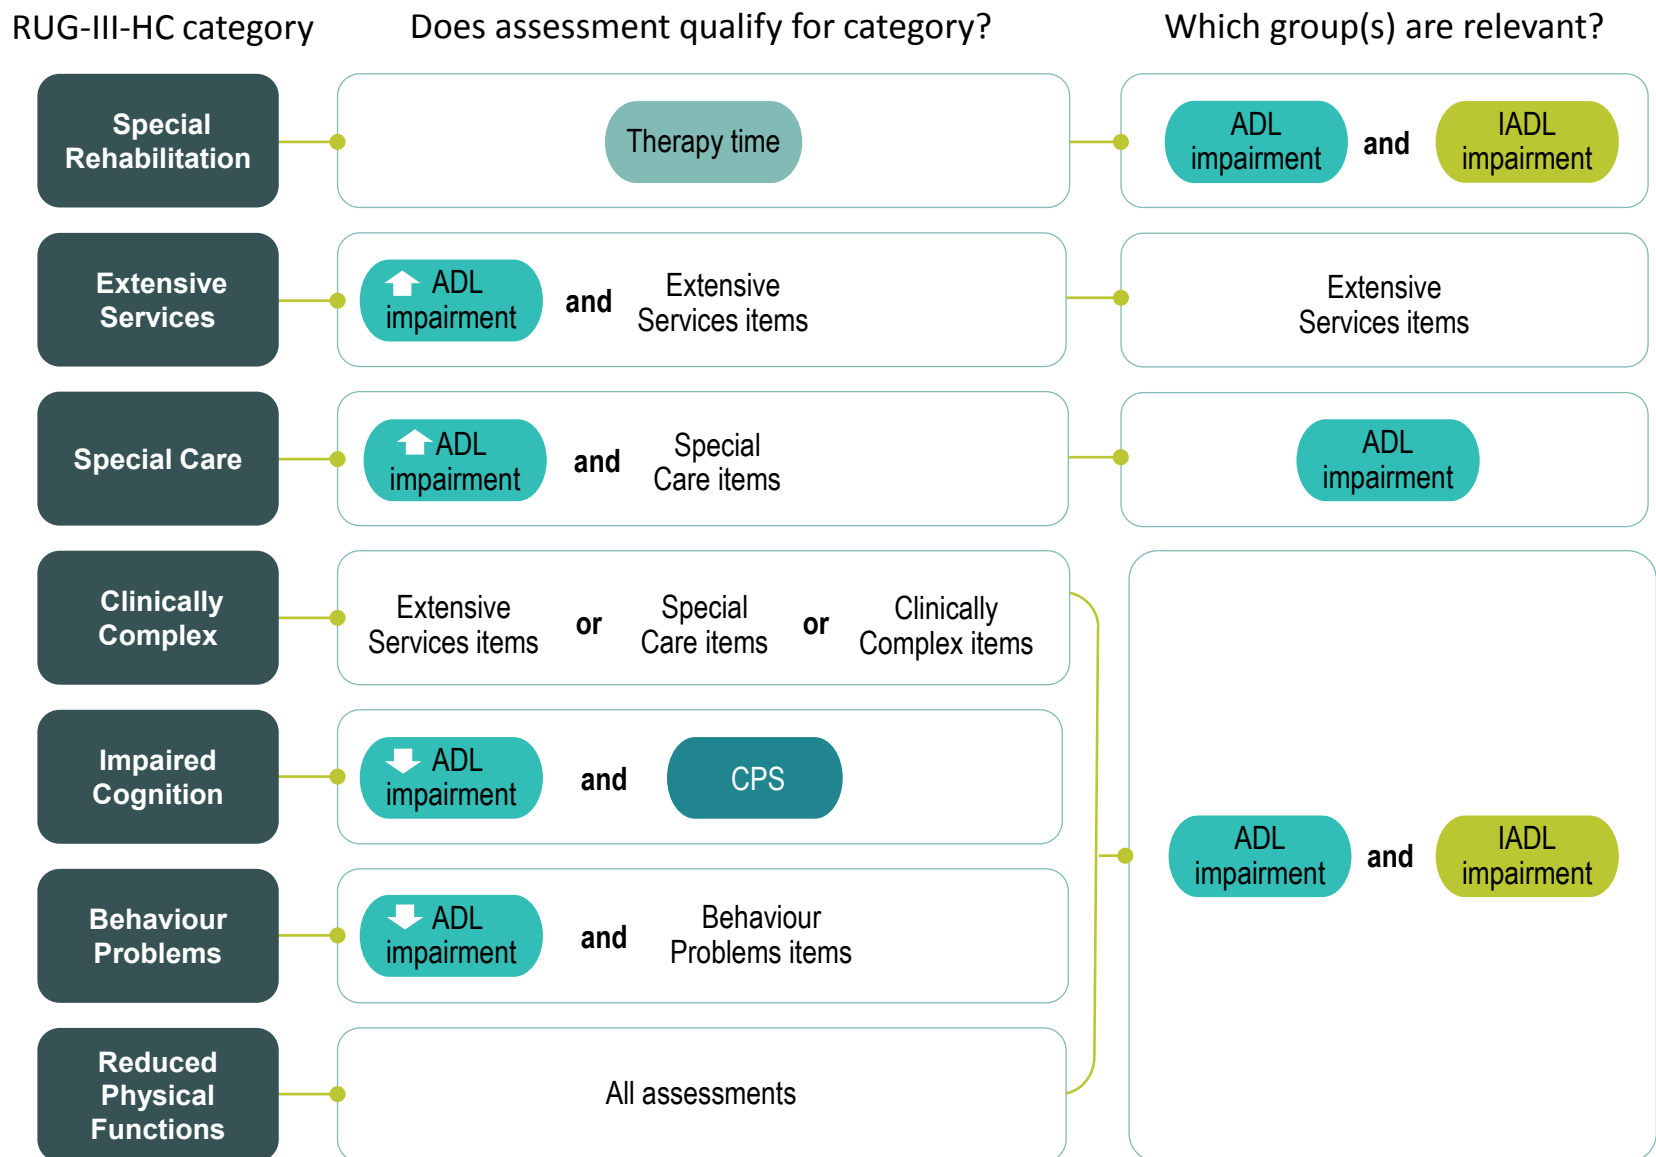 RUG-III-HC category
Does assessment qualify for category?
Which group(s) are relevant?
Special
Rehabilitation
Therapy time
ADL
impairment
and
IADL
impairment
Extensive
Services
ADL
impairment
and
Extensive
Services items
Extensive
Services items
Special Care
ADL
impairment
and
Special
Care items
ADL
impairment
Clinically
Complex
Extensive
Services items
or
Special
Care items
or
Clinically
Complex items
Impaired
Cognition
ADL
impairment
and
CPS
ADL
impairment
and
IADL
impairment
Behaviour
Problems
ADL
impairment
and
Behaviour
Problems items
Reduced
Physical
Functions
All assessments